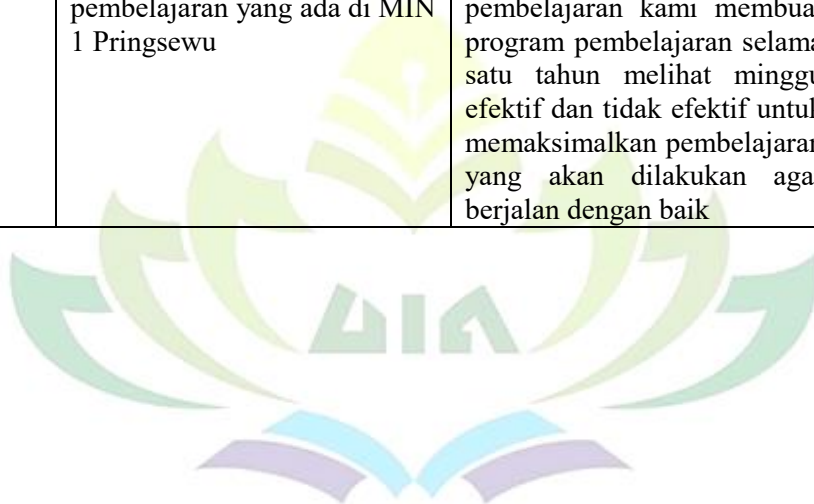 pembelajaran yang ada di MIN
1 Pringsewu
pembelajaran kami membua
program pembelajaran selama
satu tahun melihat minggu
efektif dan tidak efektif untuk
memaksimalkan pembelajaran
yang akan dilakukan aga
berjalan dengan baik
UIN